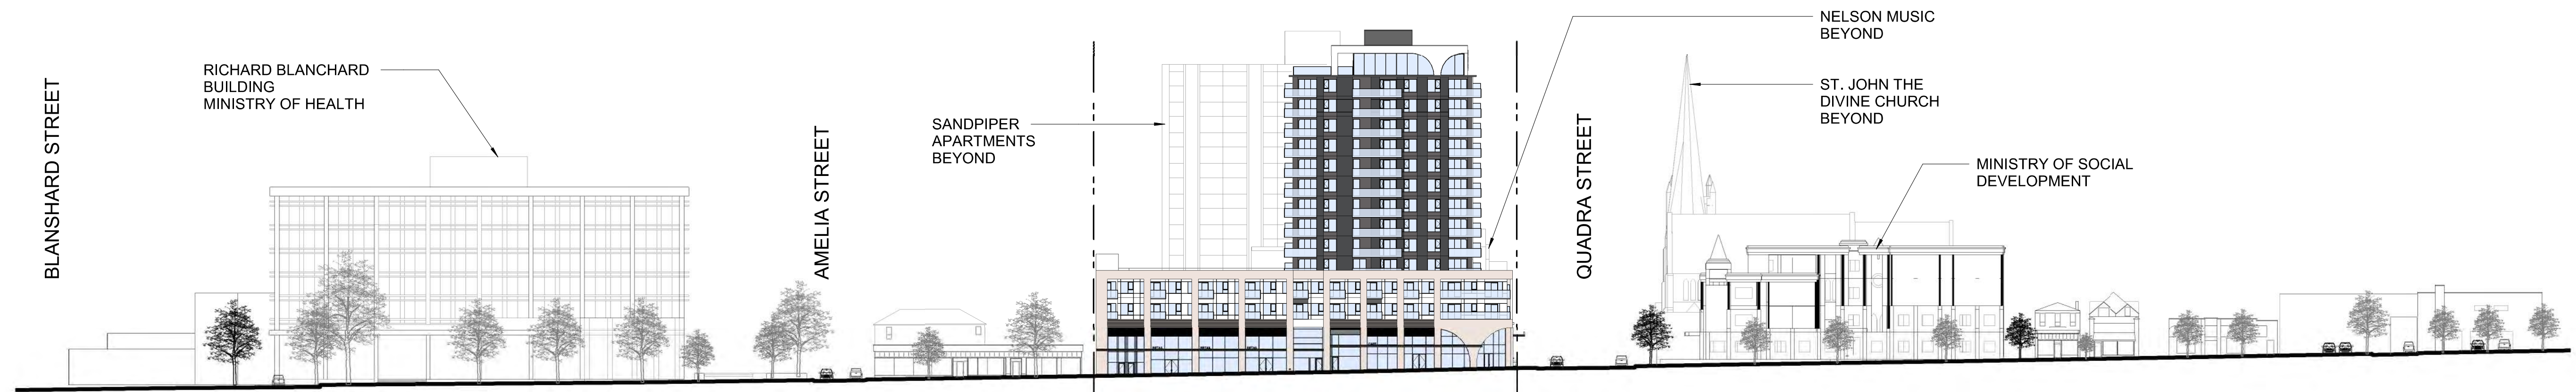 BLANSHARD STREET
RICHARD BLANCHARD
BUILDING
MINISTRY OF HEALTH
AMELIA STREET
SANDPIPER
APARTMENTS
BEYOND
NELSON MUSIC
BEYOND
QUADRA STREET
ST. JOHN THE
DIVINE CHURCH
BEYOND
MINISTRY OF SOCIAL
DEVELOPMENT